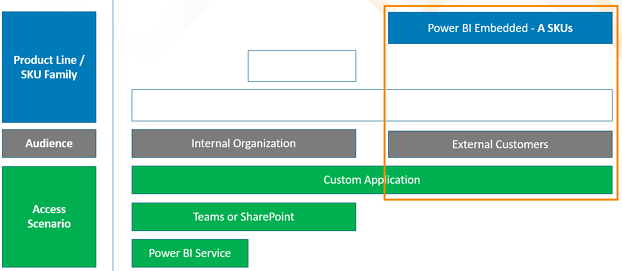 Power BI Embedded - A SKUs
Product Line /
SKU Family
Audience
Internal Organization
External Customers
Custom Application
Access
Scenario
Teams or SharePoint
Power BI Service